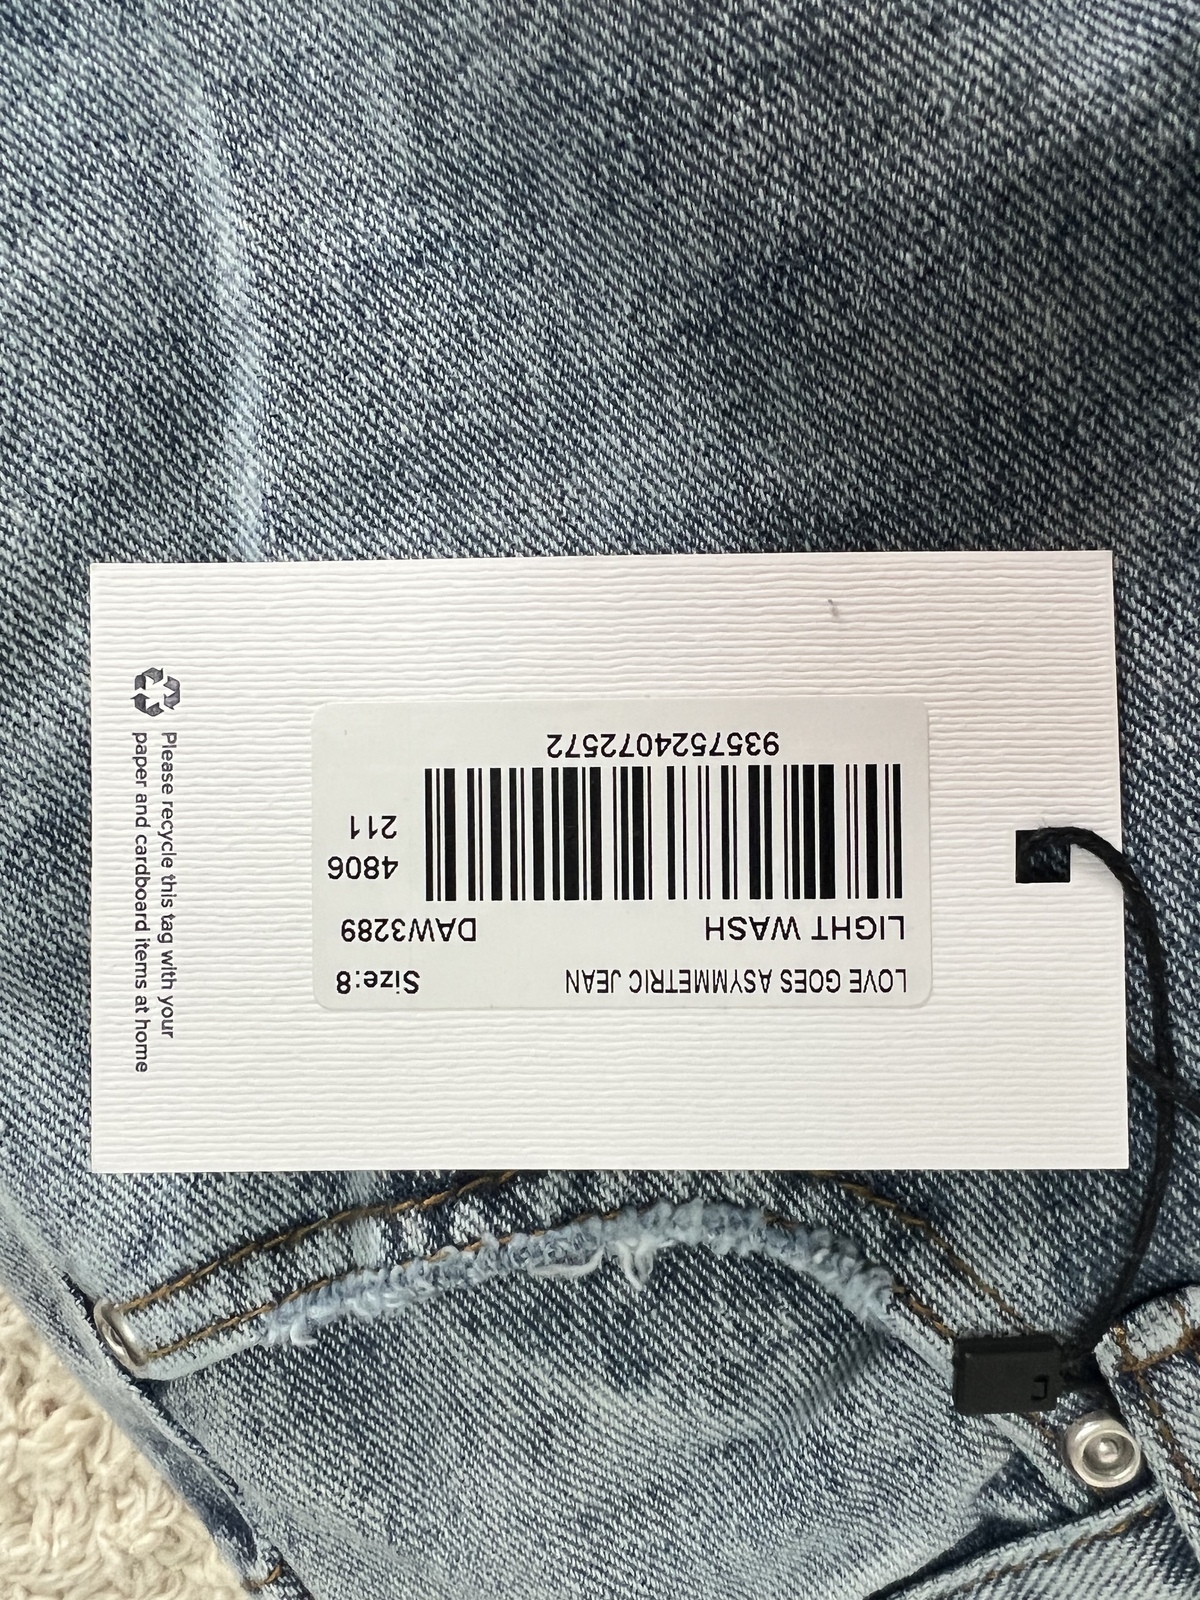 LOVE GOES ASYMMETRIC JEAN Size:8
LIGHT WASH DAW3289
4806
211
9357524072572
Please recycle this tag with your
paper and cardboard items at home